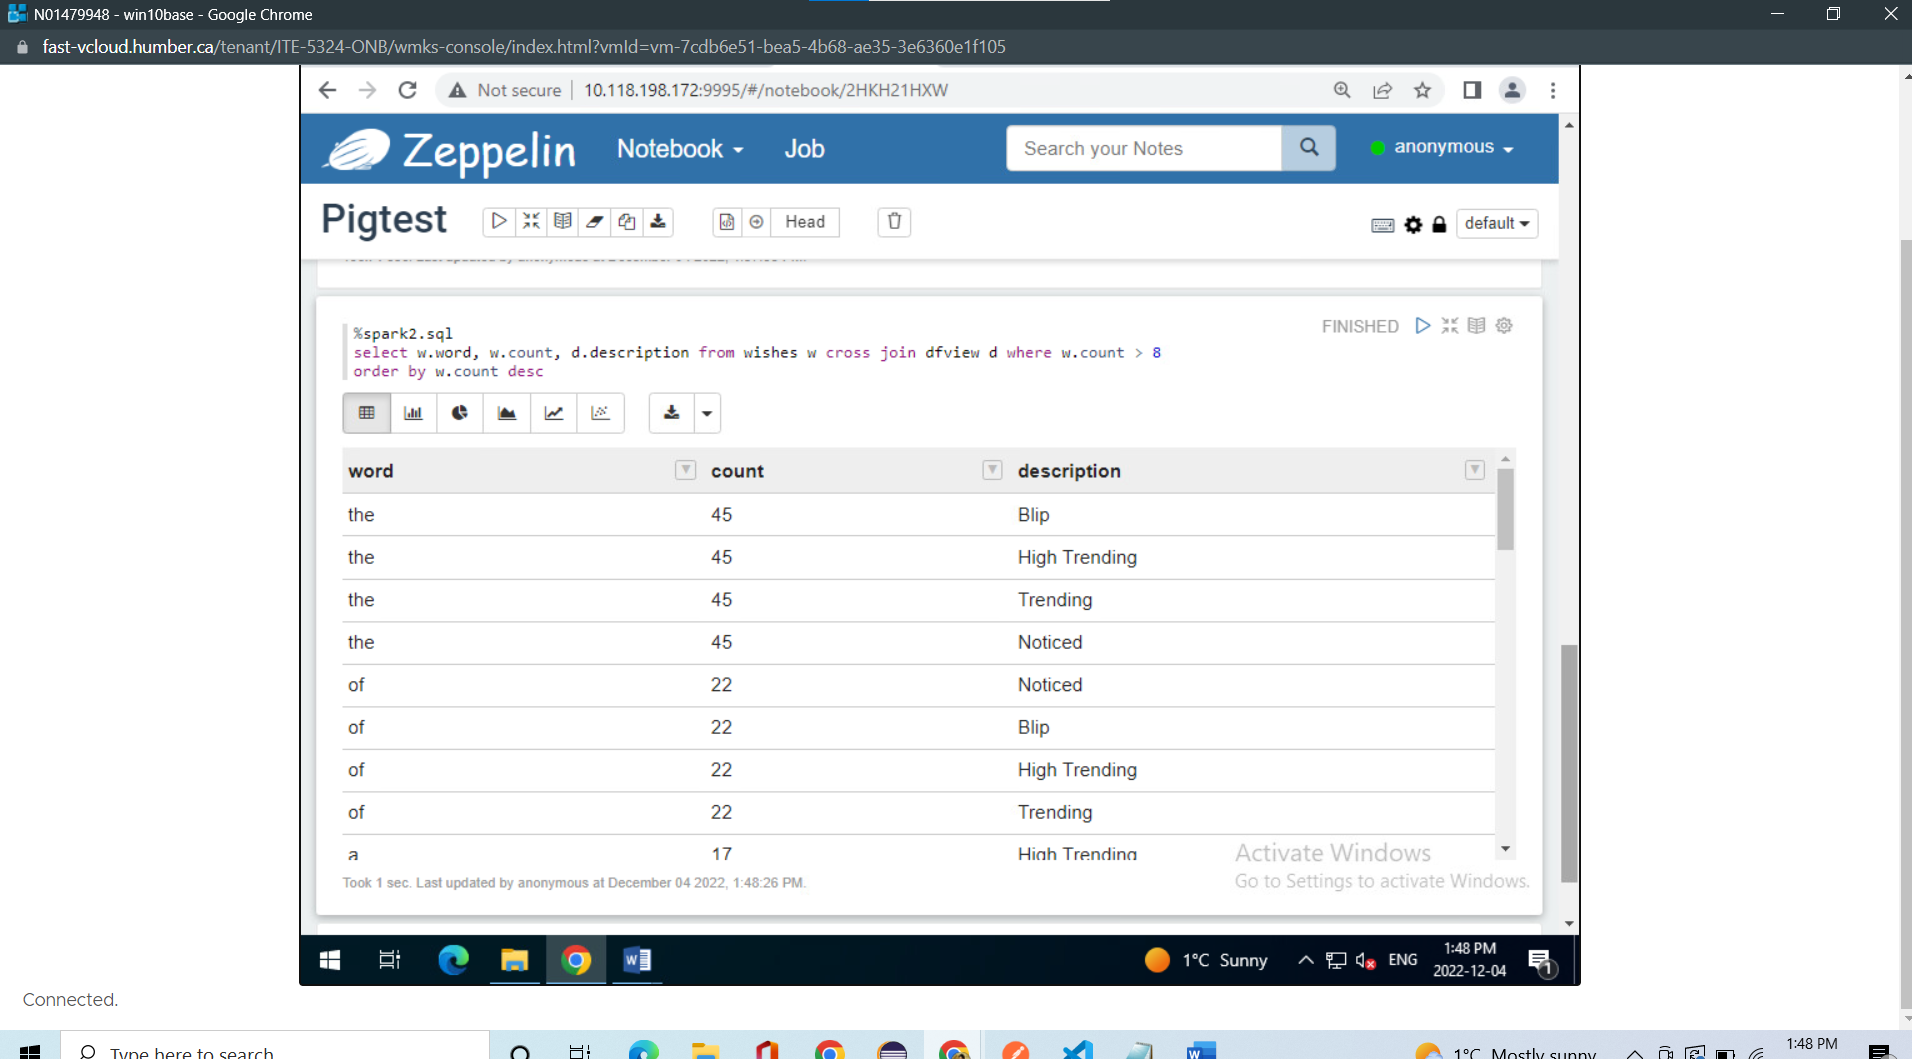 N01479948 - win10base - Google Chrome
fast-vcloud.humber.ca/tenant/ITE-5324-ONB/wmks-console/index.html?vmId=vm-7cdb6e51-bea5-4b68-ae35-3e6360e1f105
Not secure 10.118.198.172:9995/#/notebook/2HKH21HXW
Zeppelin Notebook Job Search your Notes anonymous
Pigtest Head default
%spark2.sql
FINISHED
select w.word, w.count, d.description from wishes w cross join dfview d where w.count > 8
order by w.count desc
word count description
the 45 Blip
the 45 High Trending
the 45 Trending
the 45 Noticed
of 22 Noticed
of 22 Blip
of 22 High Trending
of 22 Trending
a 17 High Trending
Activate Windows
Took 1 sec. Last updated by anonymous at December 04 2022, 1:48:26 PM.
Go to Settings to activate Windows.
W 1°C Sunny ENG 1:48 PM
2022-12-04
1
Connected.
Type here to search W 1°C Mostly sunny 1:48 PM